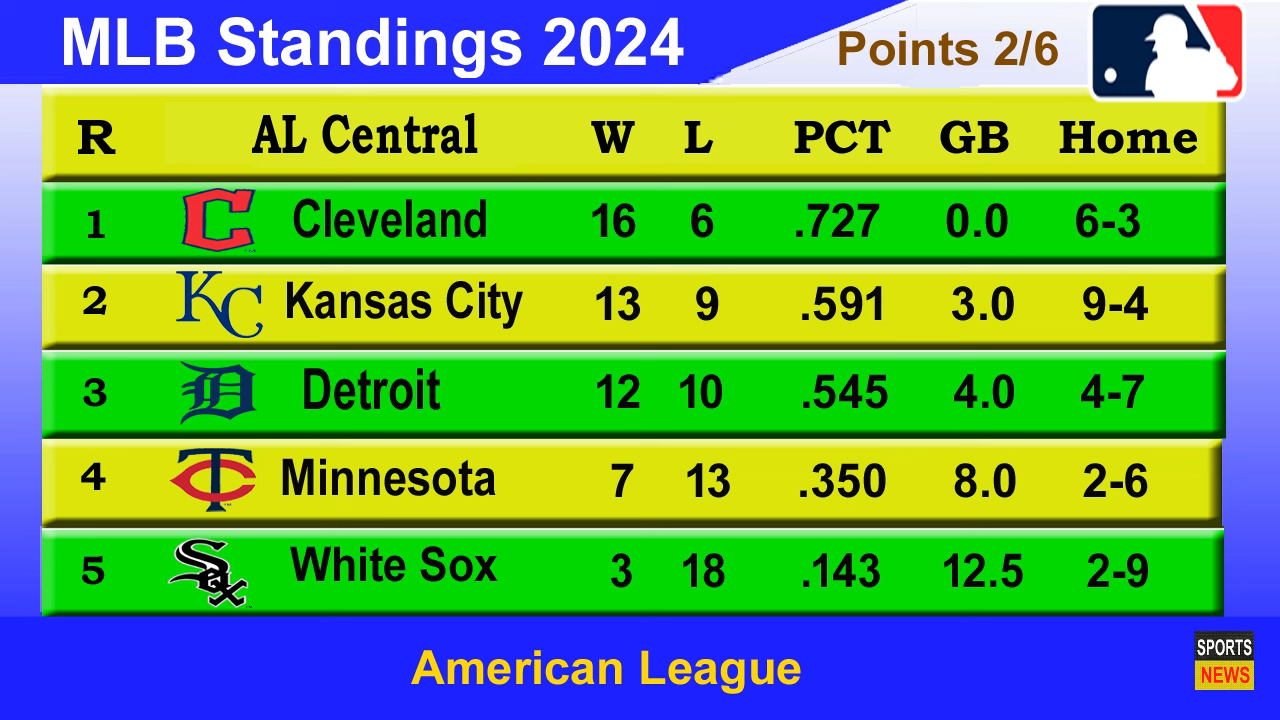 MLB Standings 2024
Points 2/6
R AL Central W L PCT GB Home
1 C Cleveland 16 6 .727 0.0 6-3
2 KC Kansas City 13 9 .591 3.0 9-4
3 D Detroit 12 10 .545 4.0 4-7
4 TC Minnesota 7 13 .350 8.0 2-6
5 Sox White Sox 3 18 .143 12.5 2-9
American League
SPORTS
NEWS